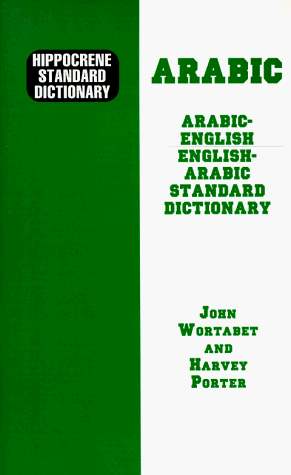 HIPPOCRENE
STANDARD
DICTIONARY
ARABIC
ARABIC-
ENGLISH
ENGLISH-
ARABIC
STANDARD
DICTIONARY
JOHN
WORTABET
AND
HARVEY
PORTER